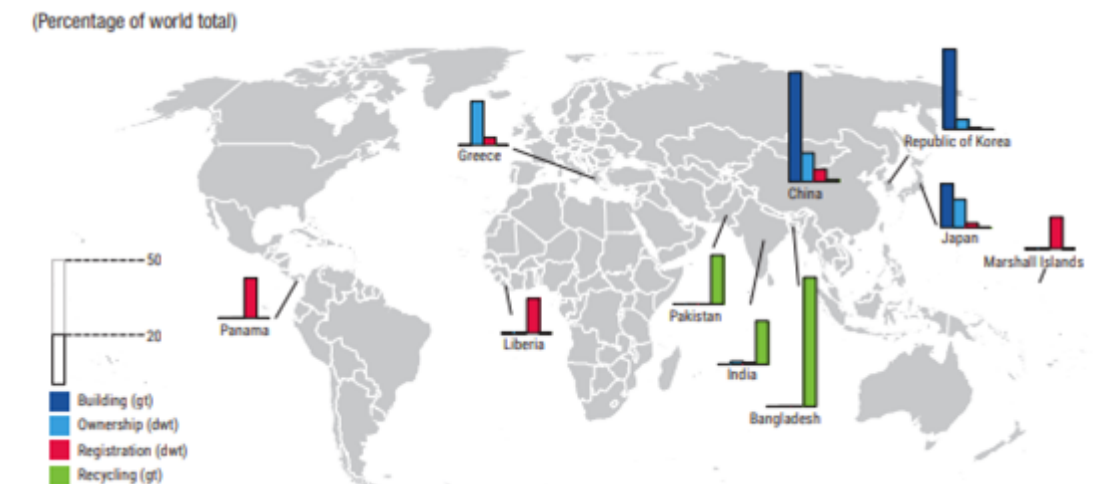 (Percentage of world total)
Greece
Republic of Korea
China
Japan
Marshall Islands
50
Panama
Liberia
Pakistan
20
India
Bangladesh
Building (gt)
Ownership (dwt)
Registration (dwt)
Recycling (gt)